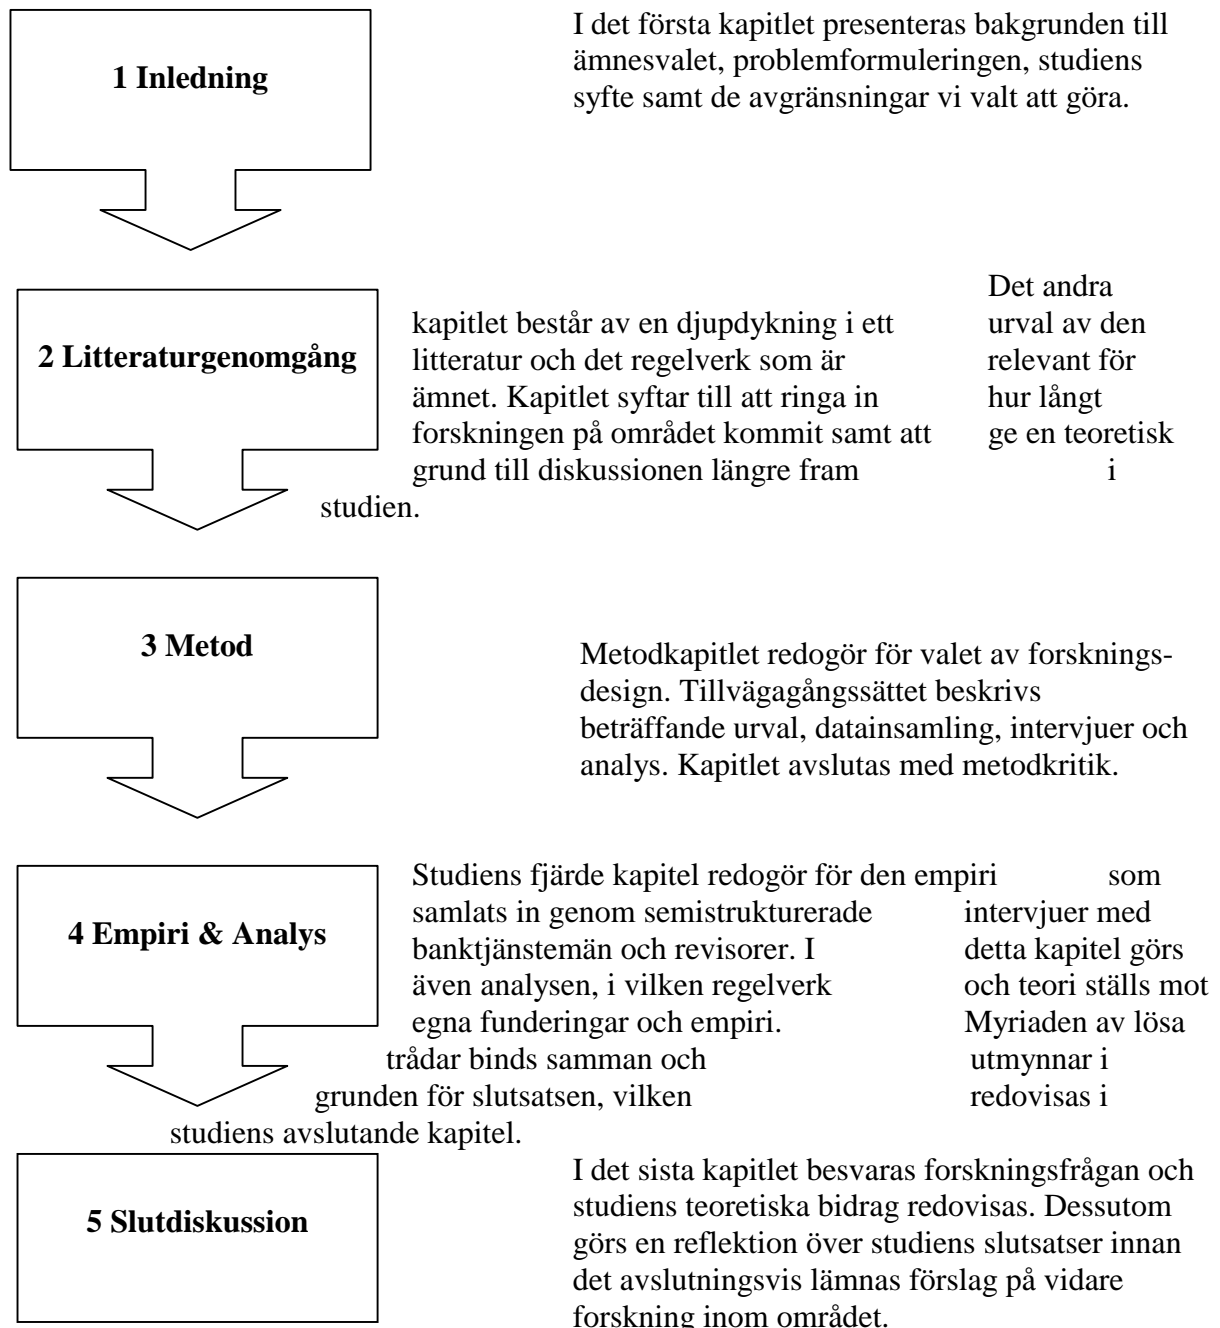 1 Inledning
I det första kapitlet presenteras bakgrunden till
ämnesvalet, problemformuleringen, studiens
syfte samt de avgränsningar vi valt att göra.
2 Litteraturgenomgång
Det andra
kapitlet består av en djupdykning i ett urval av den
litteratur och det regelverk som är relevant för
ämnet. Kapitlet syftar till att ringa in hur långt
forskningen på området kommit samt att ge en teoretisk
grund till diskussionen längre fram i
studien.
3 Metod
Metodkapitlet redogör för valet av forsknings-
design. Tillvägagångssättet beskrivs
beträffande urval, datainsamling, intervjuer och
analys. Kapitlet avslutas med metodkritik.
4 Empiri & Analys
Studiens fjärde kapitel redogör för den empiri som
samlats in genom semistrukturerade intervjuer med
banktjänstemän och revisorer. I detta kapitel görs
även analysen, i vilken regelverk och teori ställs mot
egna funderingar och empiri. Myriaden av lösa
trådar binds samman och utmynnar i
grunden för slutsatsen, vilken redovisas i
studiens avslutande kapitel.
5 Slutdiskussion
I det sista kapitlet besvaras forskningsfrågan och
studiens teoretiska bidrag redovisas. Dessutom
görs en reflektion över studiens slutsatser innan
det avslutningsvis lämnas förslag på vidare
forskning inom området.